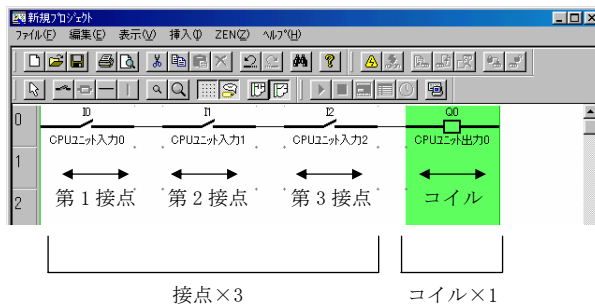 新規プロジェクト
ファイル(F) 編集(E) 表示(V) 挿入(I) ZEN(Z) ヘルプ(H)
0 I0 I1 I2 Q0
CPUユニット入力0 CPUユニット入力1 CPUユニット入力2 CPUユニット出力0
1
2 第1接点 第2接点 第3接点 コイル
接点×3 コイル×1